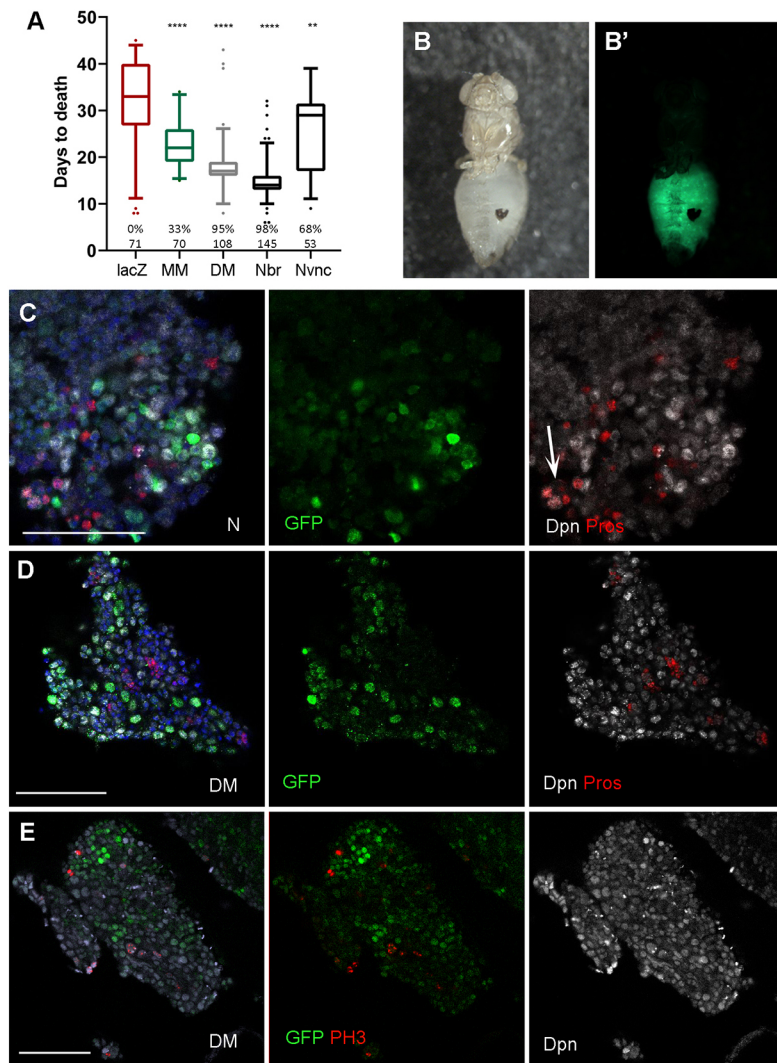 A
B
B'
**** **** **** **
50
40
30
20
10
0
Days to death
0% 33% 95% 98% 68%
71 70 108 145 53
lacZ MM DM Nbr Nvnc
C
N
GFP
Dpn Pros
D
DM
GFP
Dpn Pros
E
DM
GFP PH3
Dpn